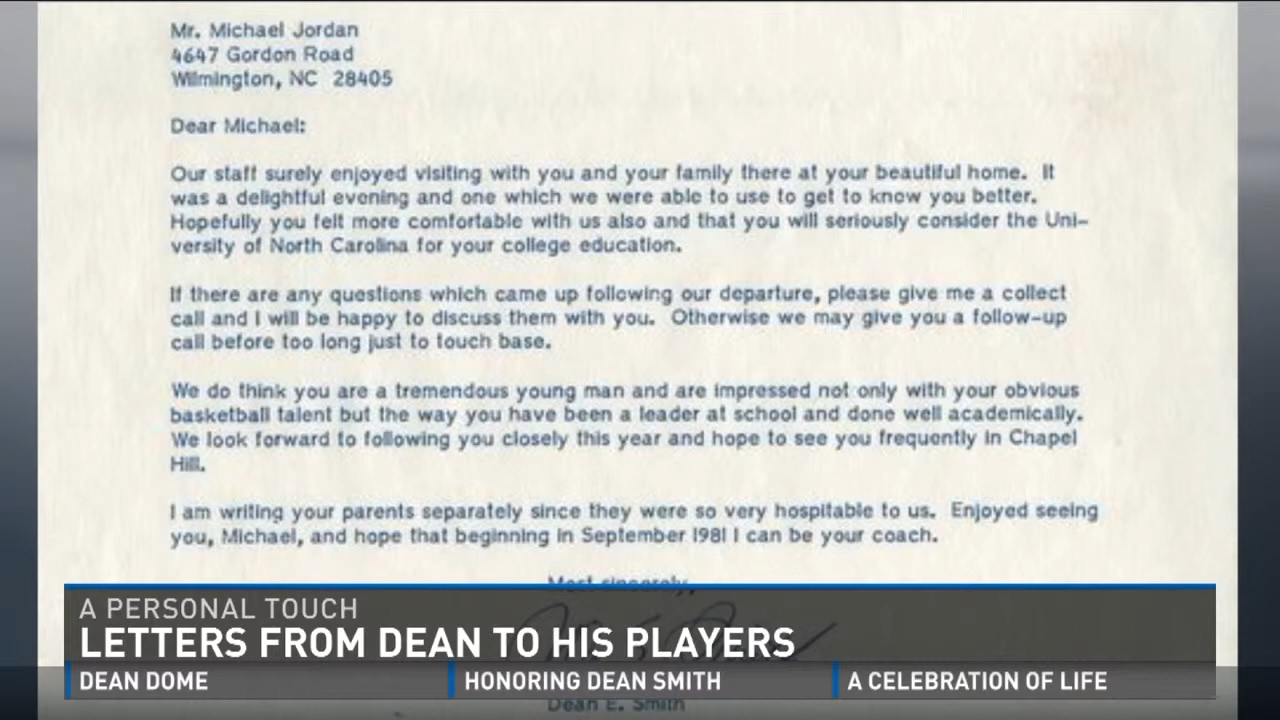 Mr. Michael Jordan
4647 Gordon Road
Wilmington, NC 28405
Dear Michael:
Our staff surely enjoyed visiting with you and your family there at your beautiful home. It
was a delightful evening and one which we were able to use to get to know you better.
Hopefully you felt more comfortable with us also and that you will seriously consider the Uni-
versity of North Carolina for your college education.
If there are any questions which came up following our departure, please give me a collect
call and I will be happy to discuss them with you. Otherwise we may give you a follow-up
call before too long just to touch base.
We do think you are a tremendous young man and are impressed not only with your obvious
basketball talent but the way you have been a leader at school and done well academically.
We look forward to following you closely this year and hope to see you frequently in Chapel
Hill.
I am writing your parents separately since they were so very hospitable to us. Enjoyed seeing
you, Michael, and hope that beginning in September 1981 I can be your coach.
Most sincerely,
A PERSONAL TOUCH
LETTERS FROM DEAN TO HIS PLAYERS
DEAN DOME
HONORING DEAN SMITH
A CELEBRATION OF LIFE
Dean E. Smith